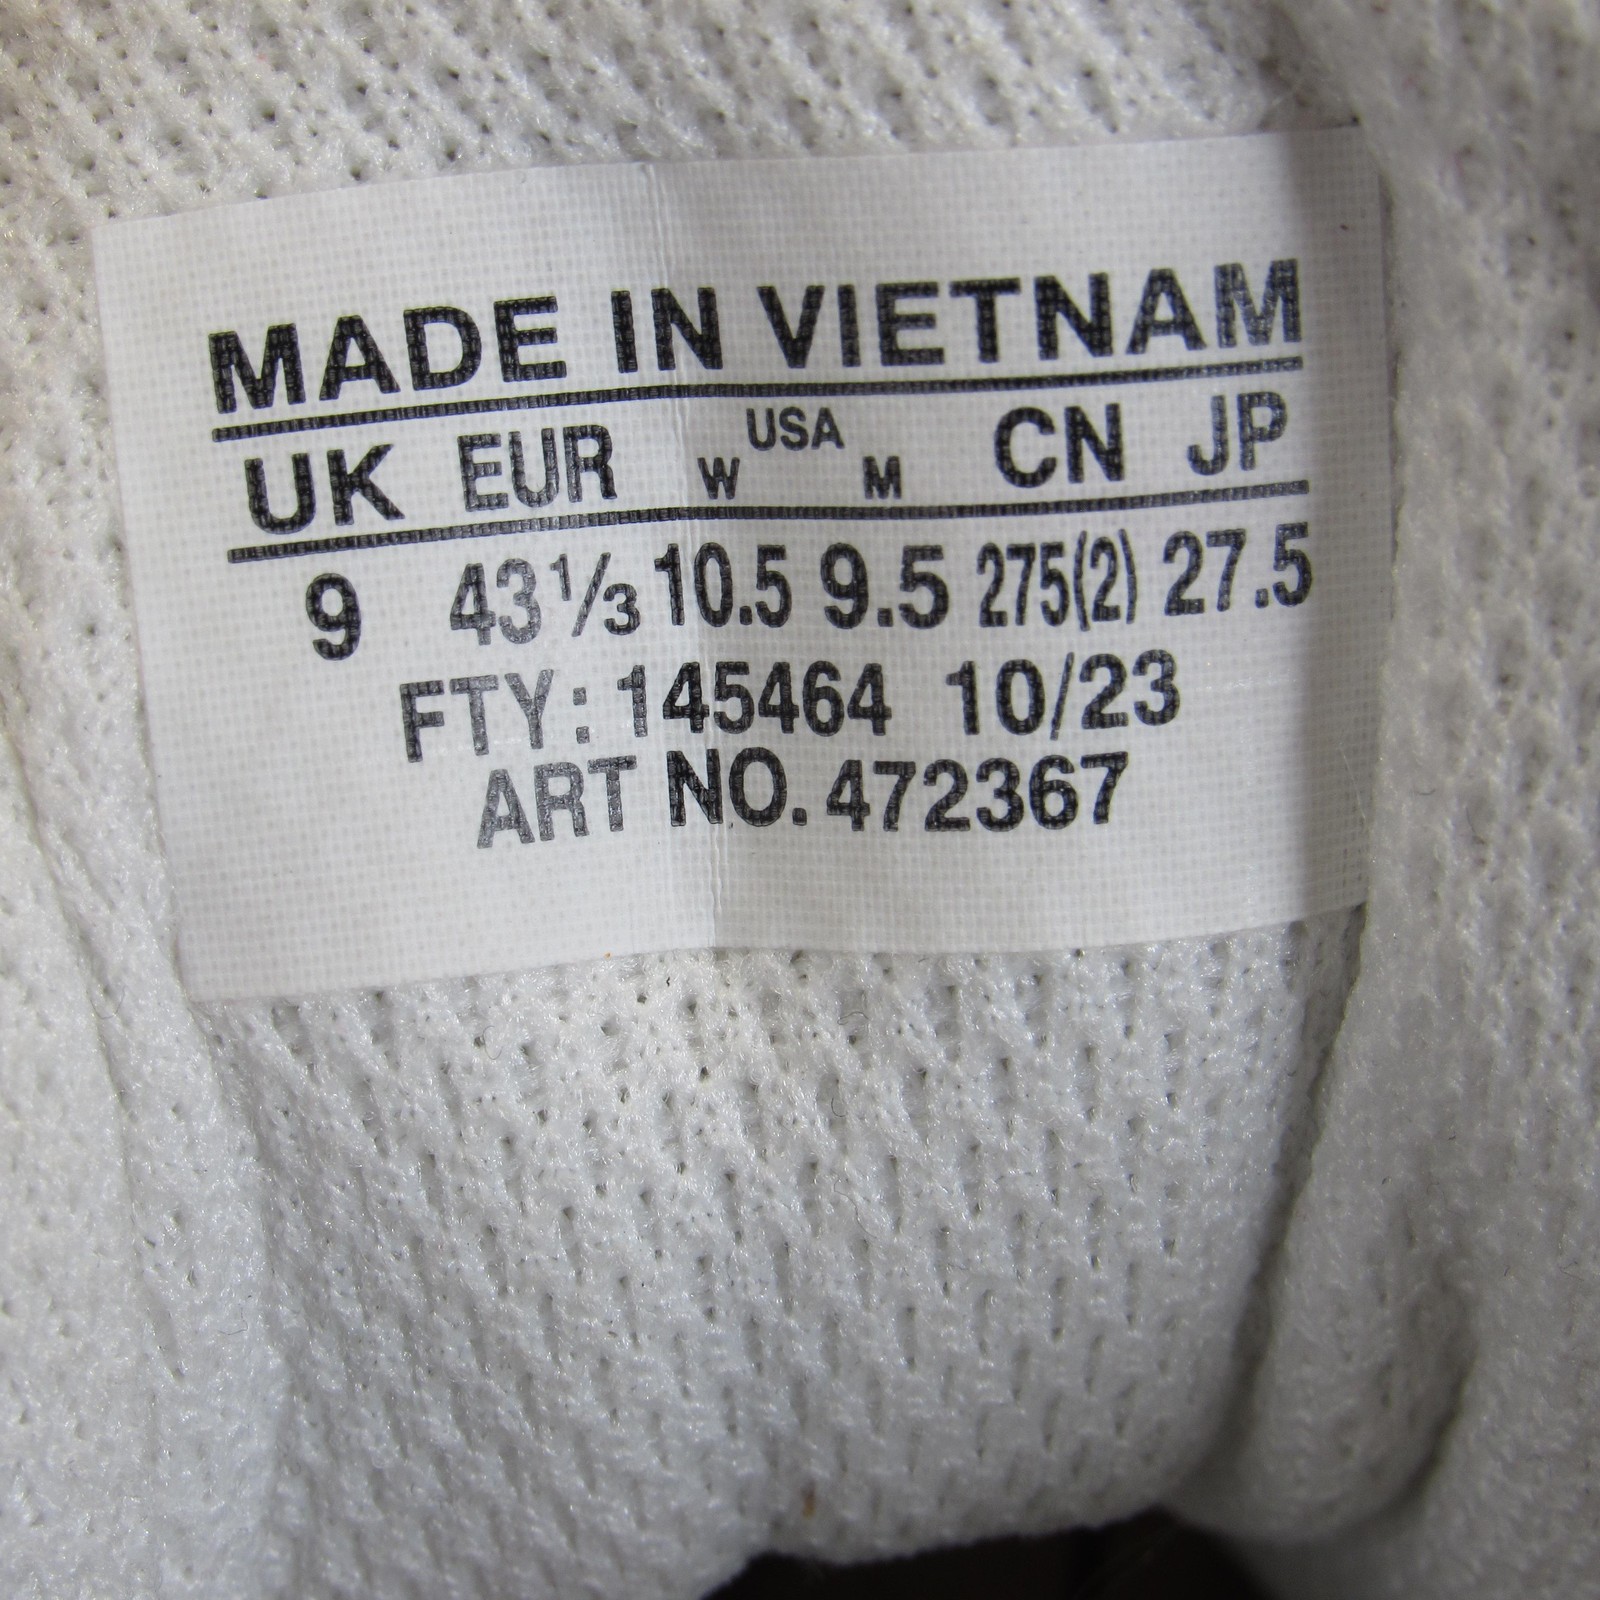 MADE IN VIETNAM
UK EUR USA W M CN JP
9 43⅓ 10.5 9.5 275(2) 27.5
FTY: 145464 10/23
ART NO. 472367